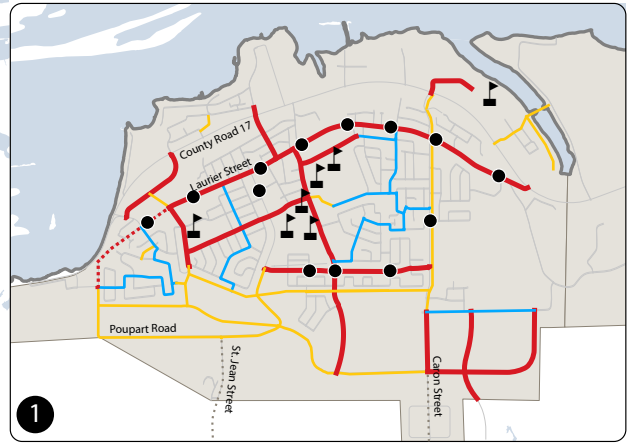 County Road 17
Laurier Street
Poupart Road
St. Jean Street
Caron Street
1